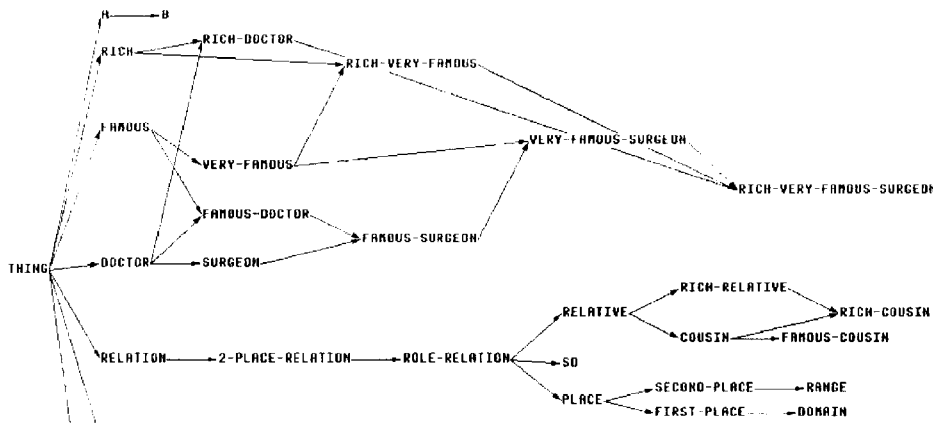 A B
RICH RICH-DOCTOR
RICH-VERY-FAMOUS
FAMOUS
VERY-FAMOUS VERY-FAMOUS-SURGEON
RICH-VERY-FAMOUS-SURGEON
FAMOUS-DOCTOR
FAMOUS-SURGEON
THING DOCTOR SURGEON
RICH-RELATIVE
RELATIVE RICH-COUSIN
COUSIN FAMOUS-COUSIN
RELATION 2-PLACE-RELATION ROLE-RELATION SO
SECOND-PLACE RANGE
PLACE
FIRST-PLACE DOMAIN